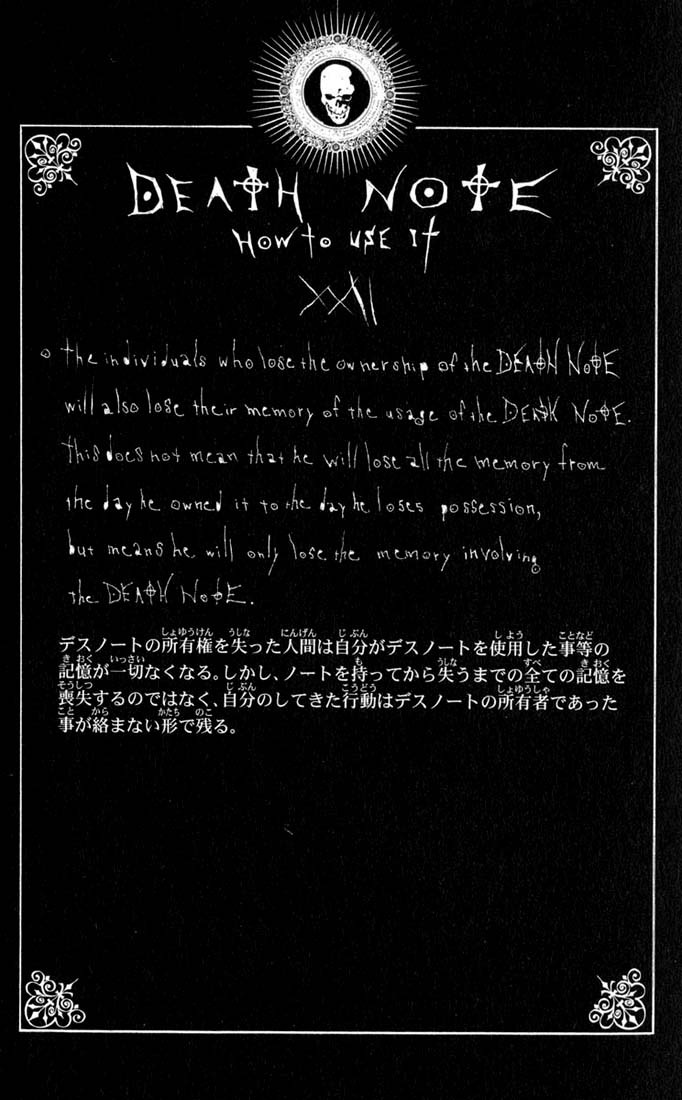 DEATH NOTE
HOW to USE It
XXII
。 the individuals who lose the ownership of the DEATH NOTE
will also lose their memory of the usage of the DEATH NOTE.
This does not mean that he will lose all the memory from
the day he owned it to the day he loses possession,
but means he will only lose the memory involving
the DEATH NOTE.
デスノートの所有権を失った人間は自分がデスノートを使用した事等の
記憶が一切なくなる。しかし、ノートを持ってから失うまでの全ての記憶を
喪失するのではなく、自分のしてきた行動はデスノートの所有者であった
事が絡まない形で残る。